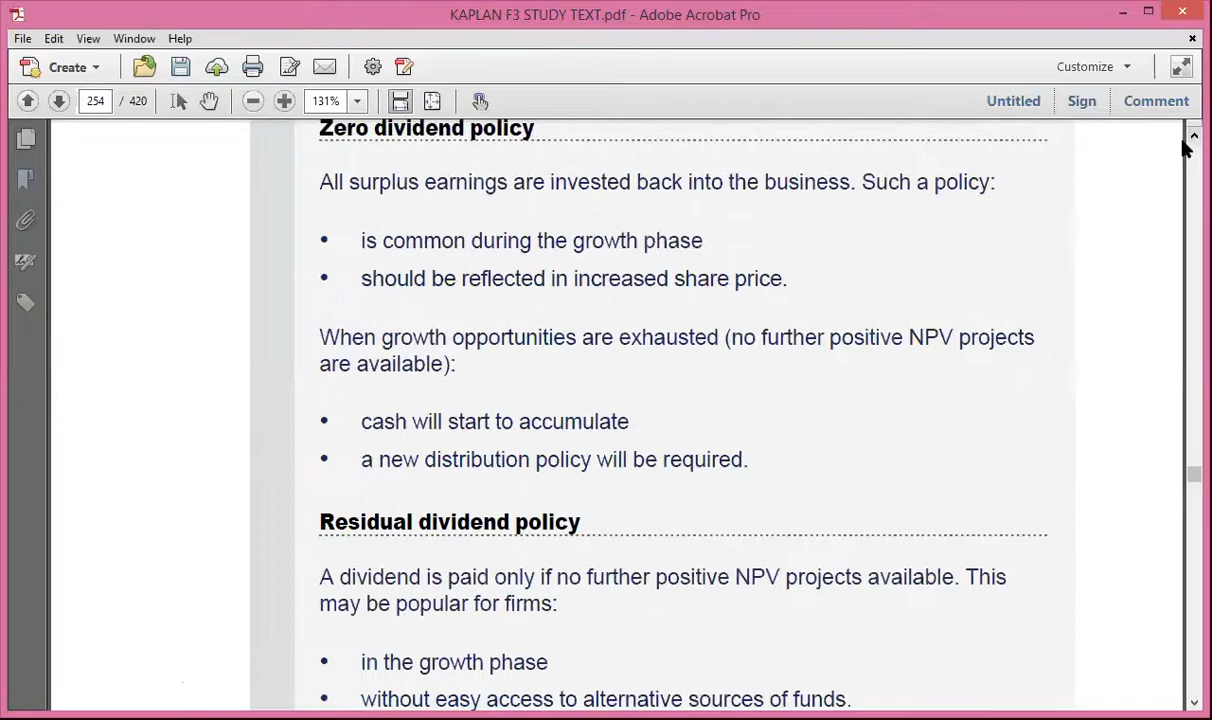 KAPLAN F3 STUDY TEXT.pdf - Adobe Acrobat Pro
File Edit View Window Help
Create Customize
254 / 420 131% Untitled Sign Comment
Zero dividend policy
All surplus earnings are invested back into the business. Such a policy:
• is common during the growth phase
• should be reflected in increased share price.
When growth opportunities are exhausted (no further positive NPV projects
are available):
• cash will start to accumulate
• a new distribution policy will be required.
Residual dividend policy
A dividend is paid only if no further positive NPV projects available. This
may be popular for firms:
• in the growth phase
• without easy access to alternative sources of funds.